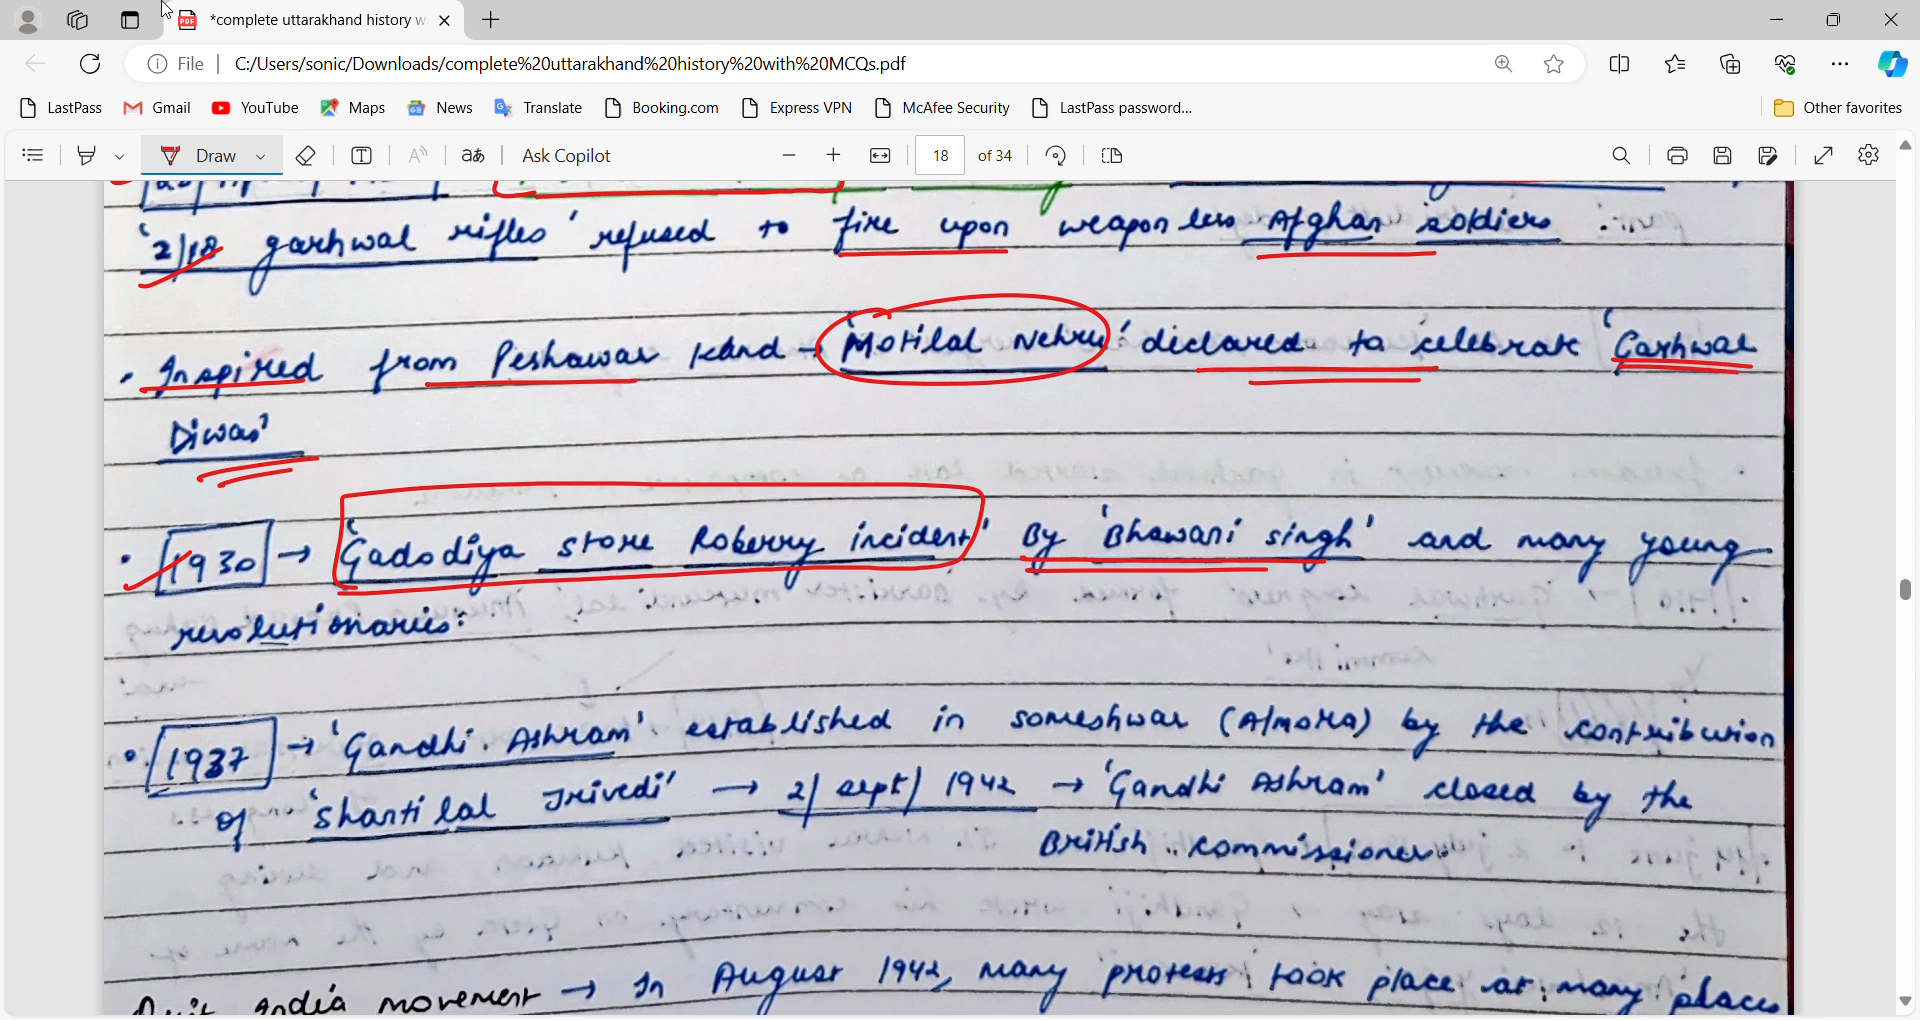 *complete uttarakhand history w
File C:/Users/sonic/Downloads/complete%20uttarakhand%20history%20with%20MCQs.pdf
LastPass Gmail YouTube Maps News Translate Booking.com Express VPN McAfee Security LastPass password... Other favorites
Draw Ask Copilot 18 of 34
'2/18 garhwal rifles' refused to fire upon weapon less Afghan soldiers.
• Inspired from Peshawar kand → 'Motilal Nehru' declared to celebrate 'Garhwal
Diwas'
• 1930 → 'Gadodiya store Roberry incident' By 'Bhawani singh' and many young
revolutionaries.
• 1937 → 'Gandhi Ashram' established in someshwar (Almora) by the contribution
of 'shanti lal Trivedi' → 2/sept/1942 → 'Gandhi Ashram' closed by the
British commissioner.
Quit India movement → In August 1942, many protests took place at many places